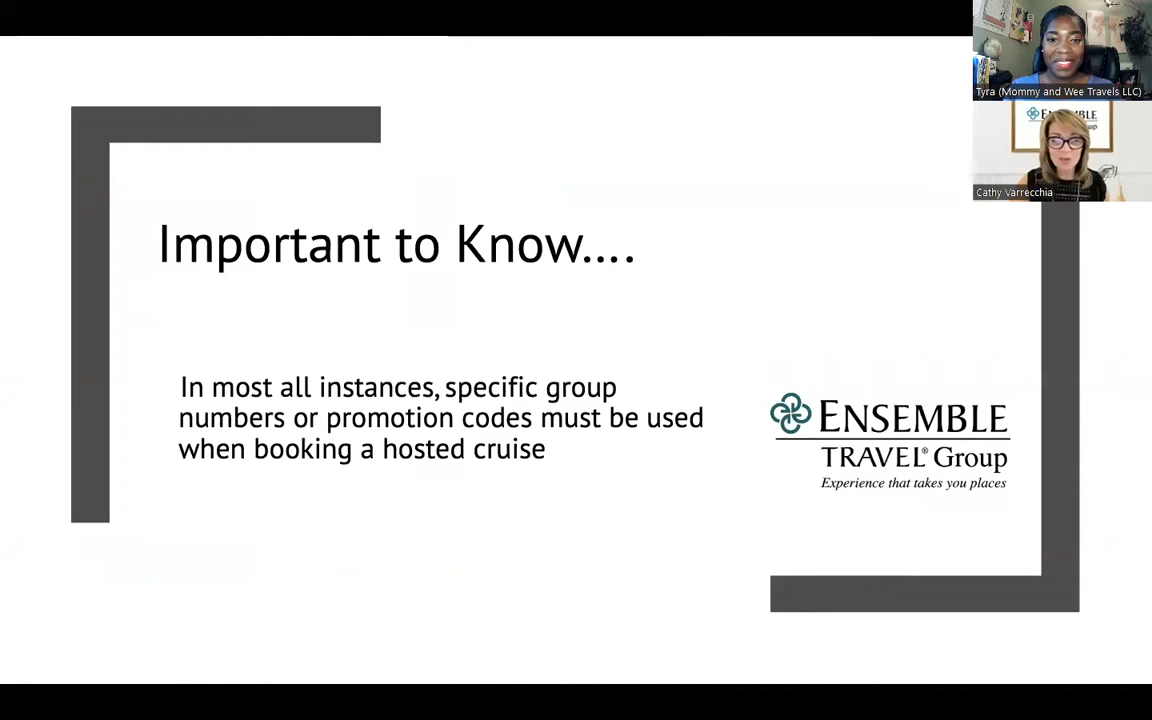 Tyra (Mommy and Wee Travels LLC)
Cathy Varrecchia
Important to Know....
In most all instances, specific group
numbers or promotion codes must be used
when booking a hosted cruise
ENSEMBLE
TRAVEL® Group
Experience that takes you places